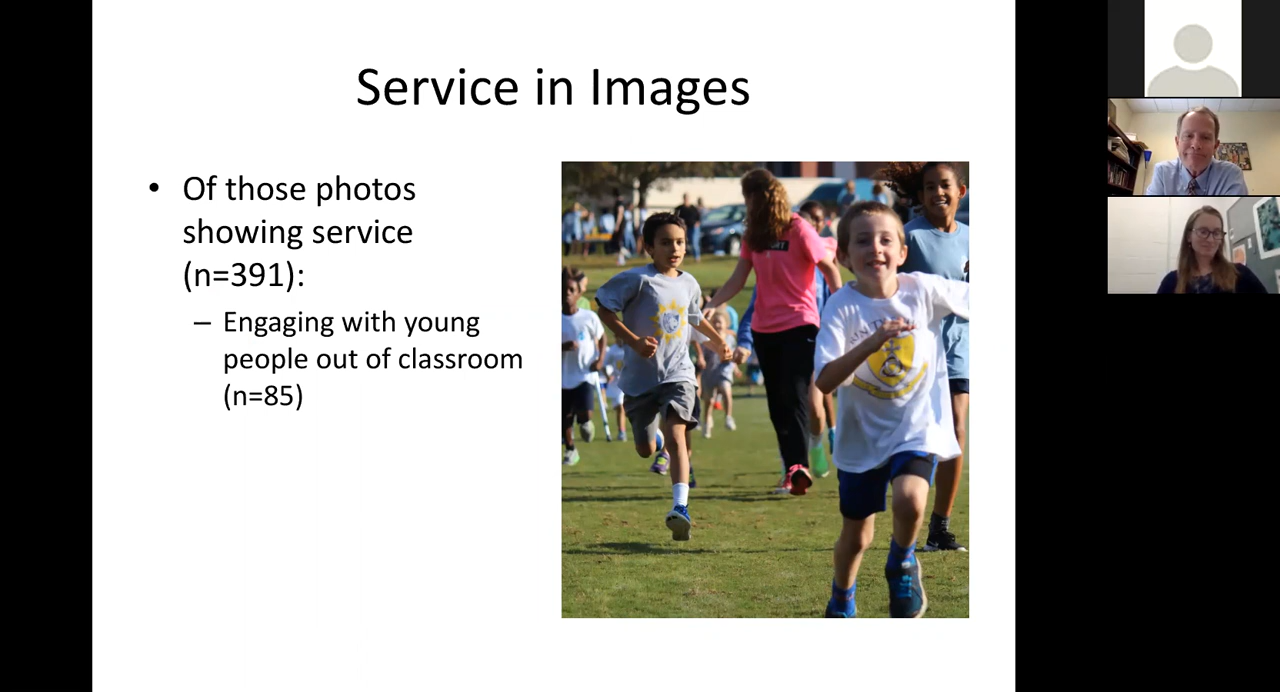 Service in Images
• Of those photos
showing service
(n=391):
– Engaging with young
people out of classroom
(n=85)